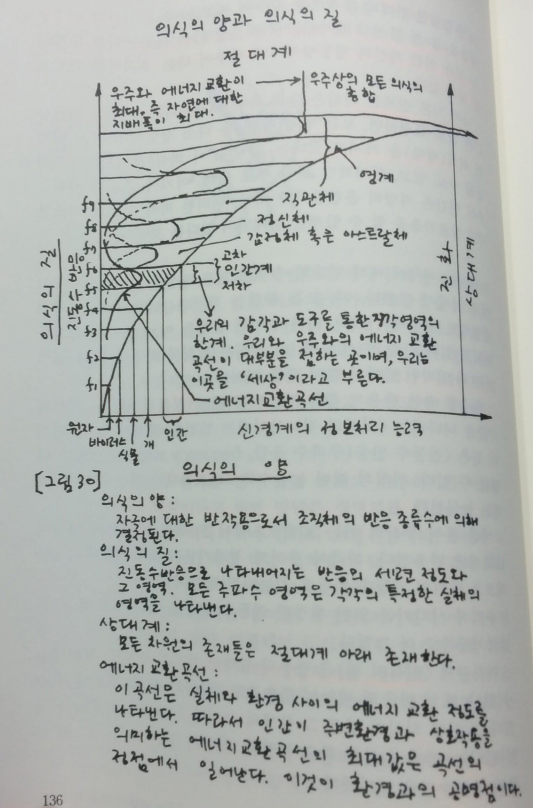 의식의 양과 의식의 질
절대계
우주와 에너지 교환이
최대. 즉 자연에 대한
지배폭이 최대.
우주상의 모든 의식의
총합
영계
직관체
정신체
감정체 혹은 아스트랄체
고차
인간계
저차
f9
f8
f7
f6
f5
f4
f3
f2
f1
의식의 질
진동수 반응
진화
상대계
우리의 감각과 도구를 통한 지각영역의
한계. 우리와 우주와의 에너지 교환
곡선이 대부분을 접하는 곳이며, 우리는
이곳을 '세상'이라고 부른다.
에너지교환곡선
원자
바이러스
식물
개
인간
신경계의 정보처리 능력
의식의 양
[그림 30]
의식의 양 :
자극에 대한 반작용으로서 조직체의 반응 종류수에 의해
결정된다.
의식의 질 :
진동수반응으로 나타내어지는 반응의 세련 정도와
그 영역. 모든 주파수 영역은 각각의 특정한 실체의
영역을 나타낸다.
상대계 :
모든 차원의 존재들은 절대계 아래 존재한다.
에너지 교환곡선 :
이 곡선은 실체와 환경 사이의 에너지 교환 정도를
나타낸다. 따라서 인간이 주변환경과 상호작용을
의미하는 에너지교환곡선의 최대값은 곡선의
정점에서 일어난다. 이것이 환경과의 공명점이다.
136